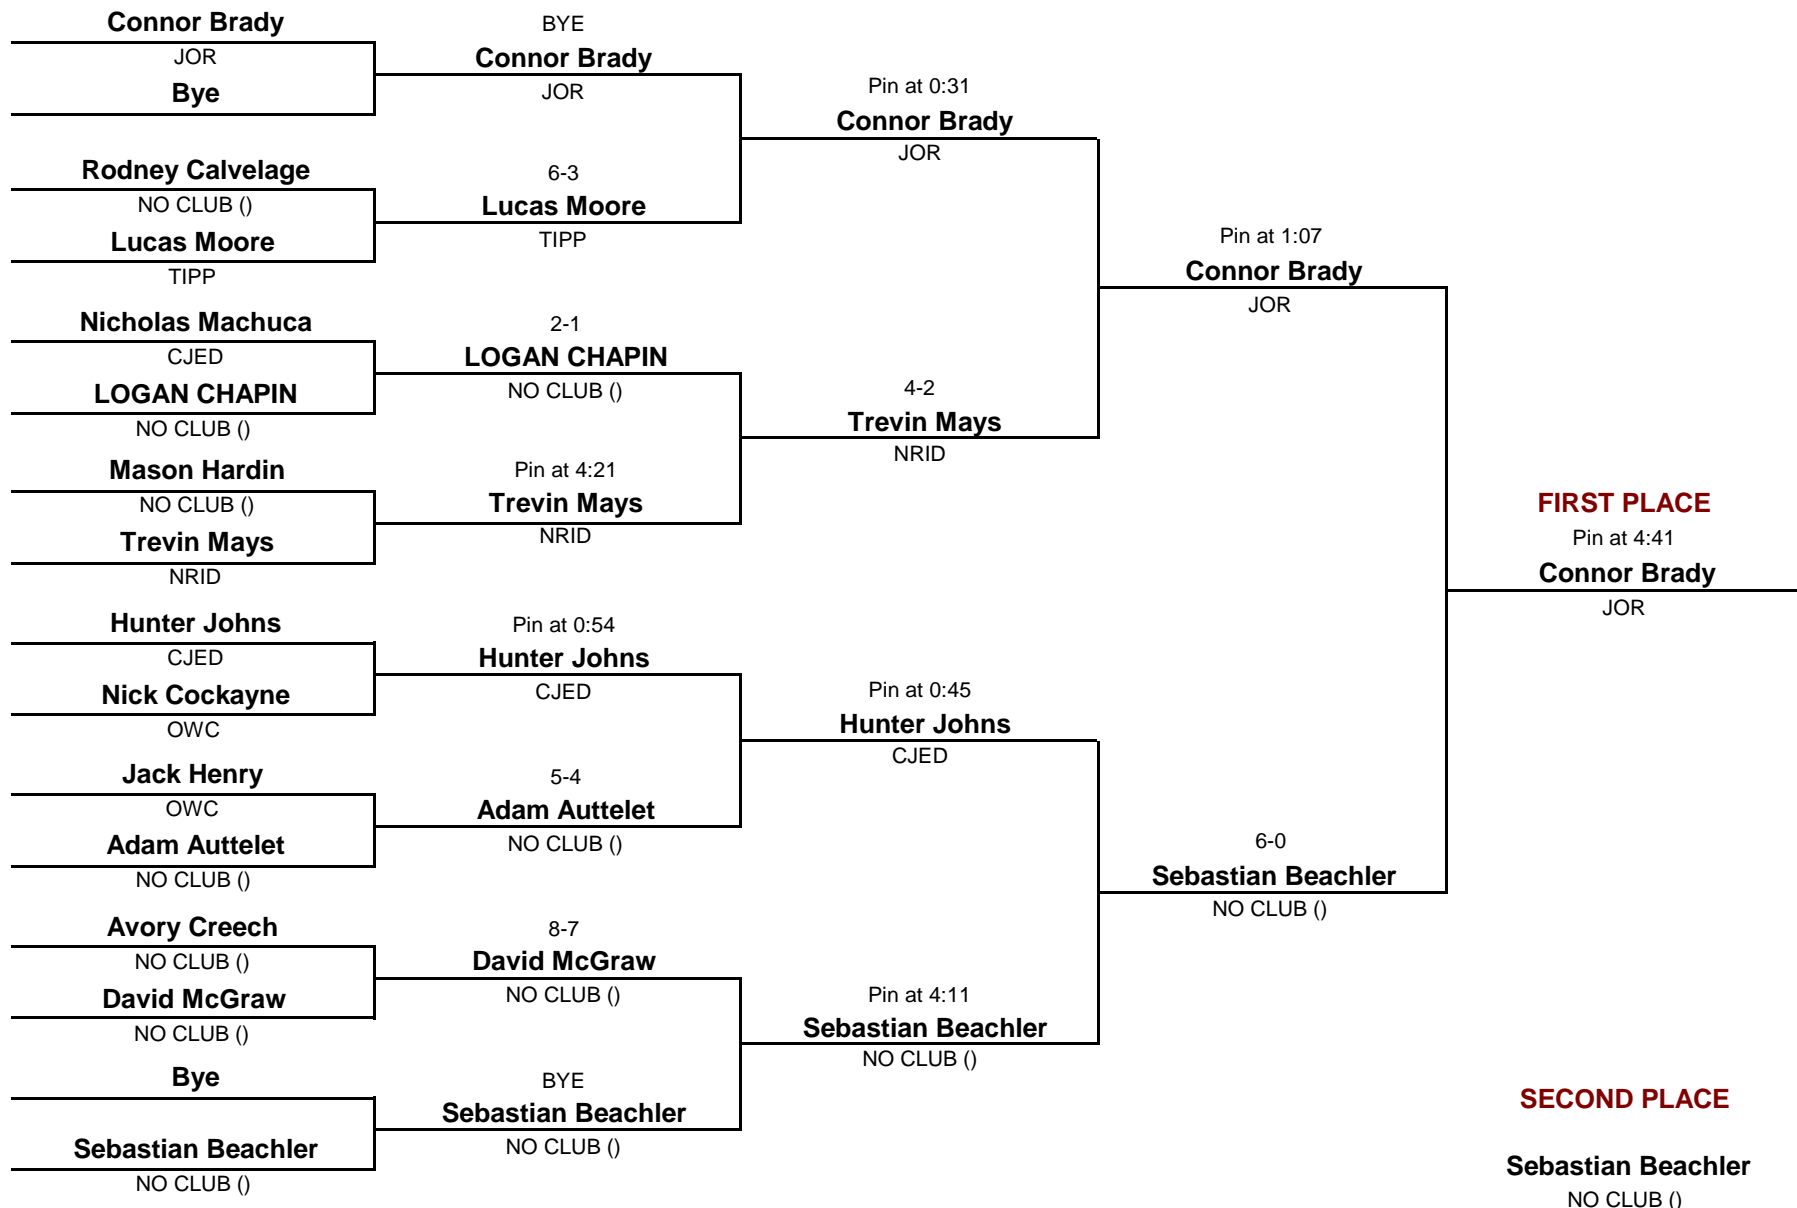 Connor Brady
JOR
Bye
Rodney Calvelage
NO CLUB ()
Lucas Moore
TIPP
Nicholas Machuca
CJED
LOGAN CHAPIN
NO CLUB ()
Mason Hardin
NO CLUB ()
Trevin Mays
NRID
Hunter Johns
CJED
Nick Cockayne
OWC
Jack Henry
OWC
Adam Auttelet
NO CLUB ()
Avory Creech
NO CLUB ()
David McGraw
NO CLUB ()
Bye
Sebastian Beachler
NO CLUB ()
BYE
Connor Brady
JOR
6-3
Lucas Moore
TIPP
2-1
LOGAN CHAPIN
NO CLUB ()
Pin at 4:21
Trevin Mays
NRID
Pin at 0:54
Hunter Johns
CJED
5-4
Adam Auttelet
NO CLUB ()
8-7
David McGraw
NO CLUB ()
BYE
Sebastian Beachler
NO CLUB ()
Pin at 0:31
Connor Brady
JOR
4-2
Trevin Mays
NRID
Pin at 0:45
Hunter Johns
CJED
Pin at 4:11
Sebastian Beachler
NO CLUB ()
Pin at 1:07
Connor Brady
JOR
6-0
Sebastian Beachler
NO CLUB ()
FIRST PLACE
Pin at 4:41
Connor Brady
JOR
SECOND PLACE
Sebastian Beachler
NO CLUB ()